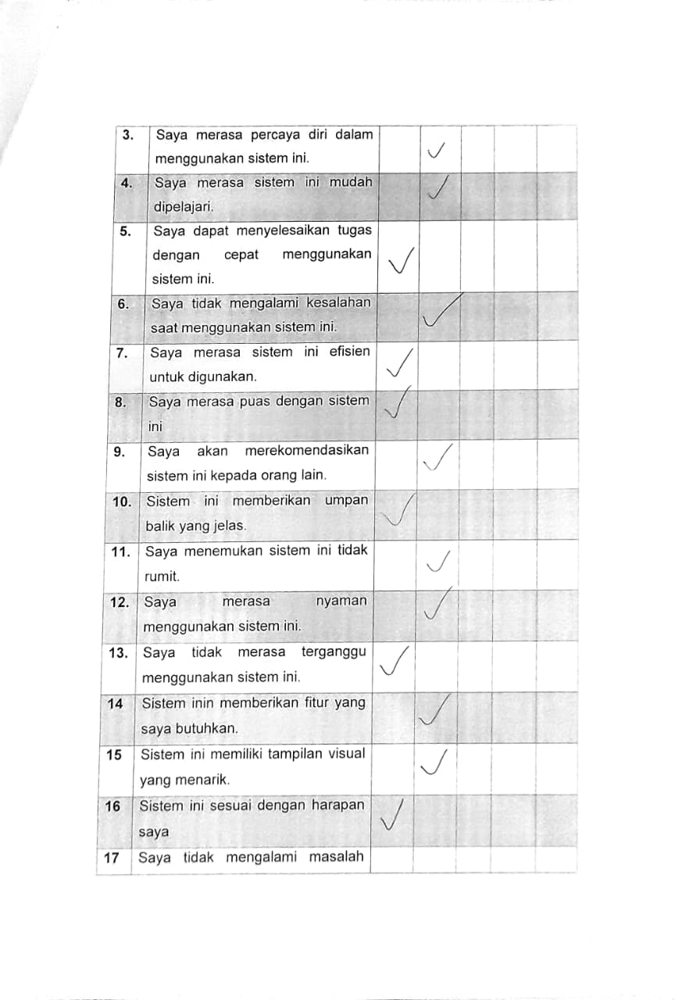 3. Saya merasa percaya diri dalam
menggunakan sistem ini.
4. Saya merasa sistem ini mudah
dipelajari.
5. Saya dapat menyelesaikan tugas
dengan cepat menggunakan
sistem ini.
6. Saya tidak mengalami kesalahan
saat menggunakan sistem ini.
7. Saya merasa sistem ini efisien
untuk digunakan.
8. Saya merasa puas dengan sistem
ini
9. Saya akan merekomendasikan
sistem ini kepada orang lain.
10. Sistem ini memberikan umpan
balik yang jelas.
11. Saya menemukan sistem ini tidak
rumit.
12. Saya merasa nyaman
menggunakan sistem ini.
13. Saya tidak merasa terganggu
menggunakan sistem ini.
14 Sistem inin memberikan fitur yang
saya butuhkan.
15 Sistem ini memiliki tampilan visual
yang menarik.
16 Sistem ini sesuai dengan harapan
saya
17 Saya tidak mengalami masalah